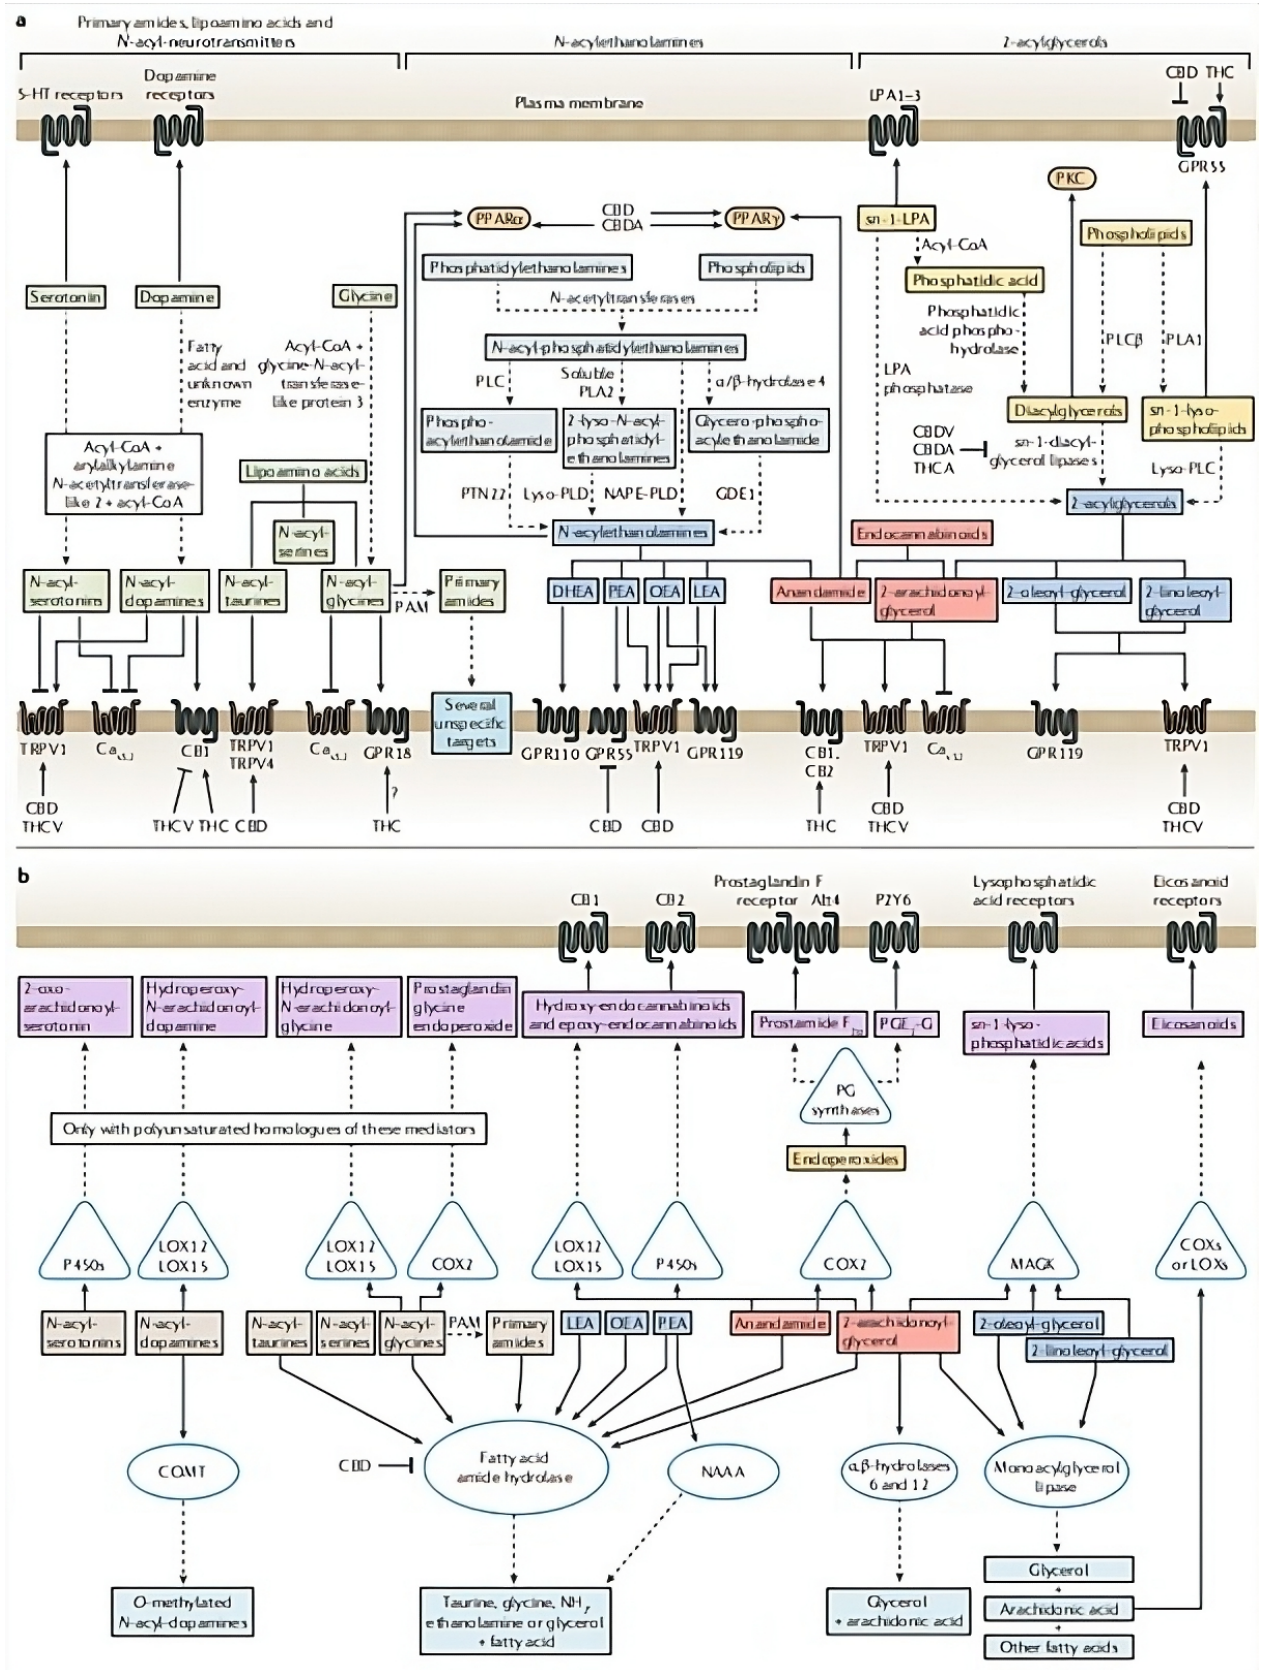 a
Primary amides, lipoamino acids and
N-acyl-neurotransmitters
N-acylethanolamines
2-acylglycerols
5-HT receptors
Dopamine
receptors
Plasma membrane
LPA1-3
CBD THC
GPR55
PKC
PPARα
CBD
CBDA
PPARγ
sn-1-LPA
Phospholipids
Acyl-CoA
Phosphatidylethanolamines
Phospholipids
Phosphatidic acid
Serotonin
Dopamine
Glycine
N-acetyltransferases
Phosphatidic
acid phospho-
hydrolase
N-acyl-phosphatidylethanolamines
PLCβ
PLA1
Fatty
acid and
unknown
enzyme
Acyl-CoA +
glycine-N-acyl-
transferase-
like protein 3
PLC
Soluble
PLA2
α/β-hydrolase 4
LPA
phosphatase
Phospho-
acylethanolamide
2-lyso-N-acyl-
phosphatidyl-
ethanolamines
Glycero-phospho-
acylethanolamide
Diacylglycerols
sn-1-lyso-
phospholipids
CBDV
CBDA
THCA
sn-1-diacyl-
glycerol lipases
Lyso-PLC
Acyl-CoA +
arylalkylamine
N-acetyltransferase-
like 2 + acyl-CoA
Lipoamino acids
PTN22
Lyso-PLD
NAPE-PLD
GDE1
2-acylglycerols
N-acyl-
serines
N-acylethanolamines
Endocannabinoids
N-acyl-
serotonins
N-acyl-
dopamines
N-acyl-
taurines
N-acyl-
glycines
PAM
Primary
amides
DHEA
PEA
OEA
LEA
Anandamide
2-arachidonoyl-
glycerol
2-oleoyl-glycerol
2-linoleoyl-
glycerol
Several
unspecific
targets
TRPV1
CB1
TRPV1
TRPV4
GPR18
GPR110
GPR55
TRPV1
GPR119
CB1,
CB2
TRPV1
GPR119
TRPV1
?
CBD
THCV
THCV THC CBD
THC
CBD
CBD
THC
CBD
THCV
CBD
THCV
b
CB1
CB2
Prostaglandin F
receptor Alt4
P2Y6
Lysophosphatidic
acid receptors
Eicosanoid
receptors
2-oxo-
arachidonoyl-
serotonin
Hydroperoxy-
N-arachidonoyl-
dopamine
Hydroperoxy-
N-arachidonoyl-
glycine
Prostaglandin
glycine
endoperoxide
Hydroxy-endocannabinoids
and epoxy-endocannabinoids
Prostamide F
sn-1-lyso-
phosphatidic acids
Eicosanoids
PG
synthases
Only with polyunsaturated homologues of these mediators
Endoperoxides
P450s
LOX12
LOX15
LOX12
LOX15
COX2
LOX12
LOX15
P450s
COX2
MAGK
COXs
or LOXs
N-acyl-
serotonins
N-acyl-
dopamines
N-acyl-
taurines
N-acyl-
serines
N-acyl-
glycines
PAM
Primary
amides
LEA
OEA
PEA
Anandamide
2-arachidonoyl-
glycerol
2-oleoyl-glycerol
2-linoleoyl-glycerol
COMT
CBD
Fatty acid
amide hydrolase
NAAA
αβ-hydrolases
6 and 12
Monoacylglycerol
lipase
O-methylated
N-acyl-dopamines
Taurine, glycine, NH
ethanolamine or glycerol
+ fatty acid
Glycerol
+ arachidonic acid
Glycerol
+
Arachidonic acid
+
Other fatty acids